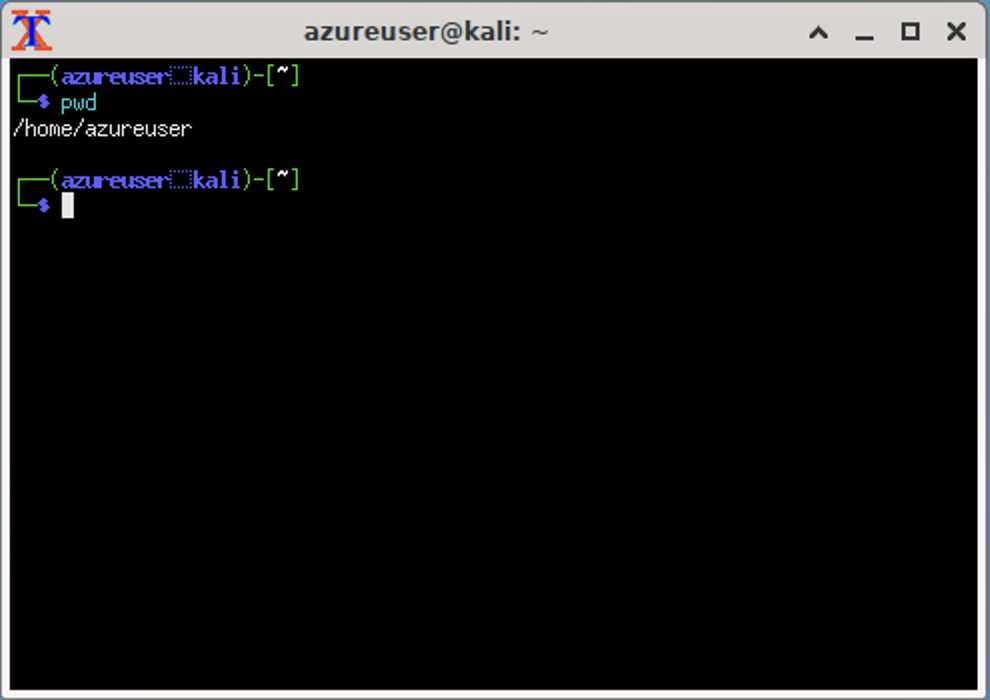 azureuser@kali: ~
┌──(azureuser㉿kali)-[~]
└─$ pwd
/home/azureuser
┌──(azureuser㉿kali)-[~]
└─$